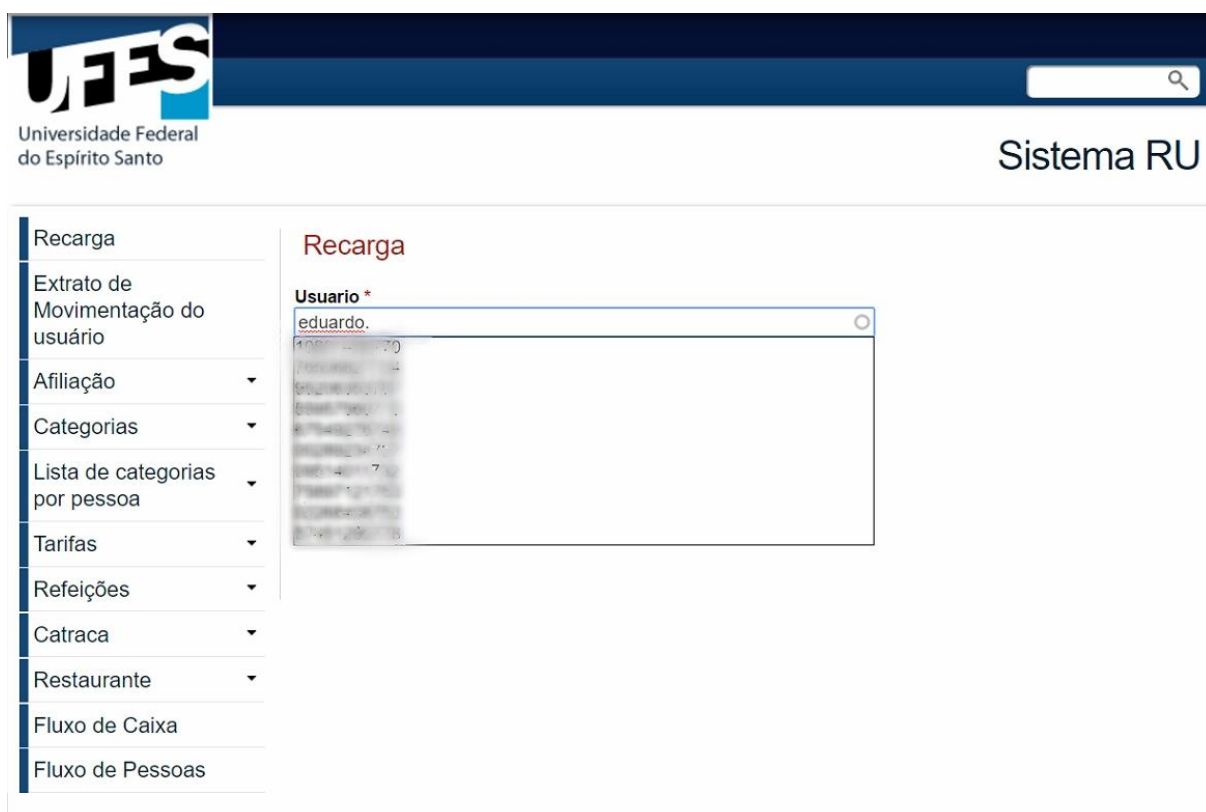 UFES
Universidade Federal
do Espírito Santo
Sistema RU
Recarga
Extrato de
Movimentação do
usuário
Afiliação
Categorias
Lista de categorias
por pessoa
Tarifas
Refeições
Catraca
Restaurante
Fluxo de Caixa
Fluxo de Pessoas
Recarga
Usuario *
eduardo.